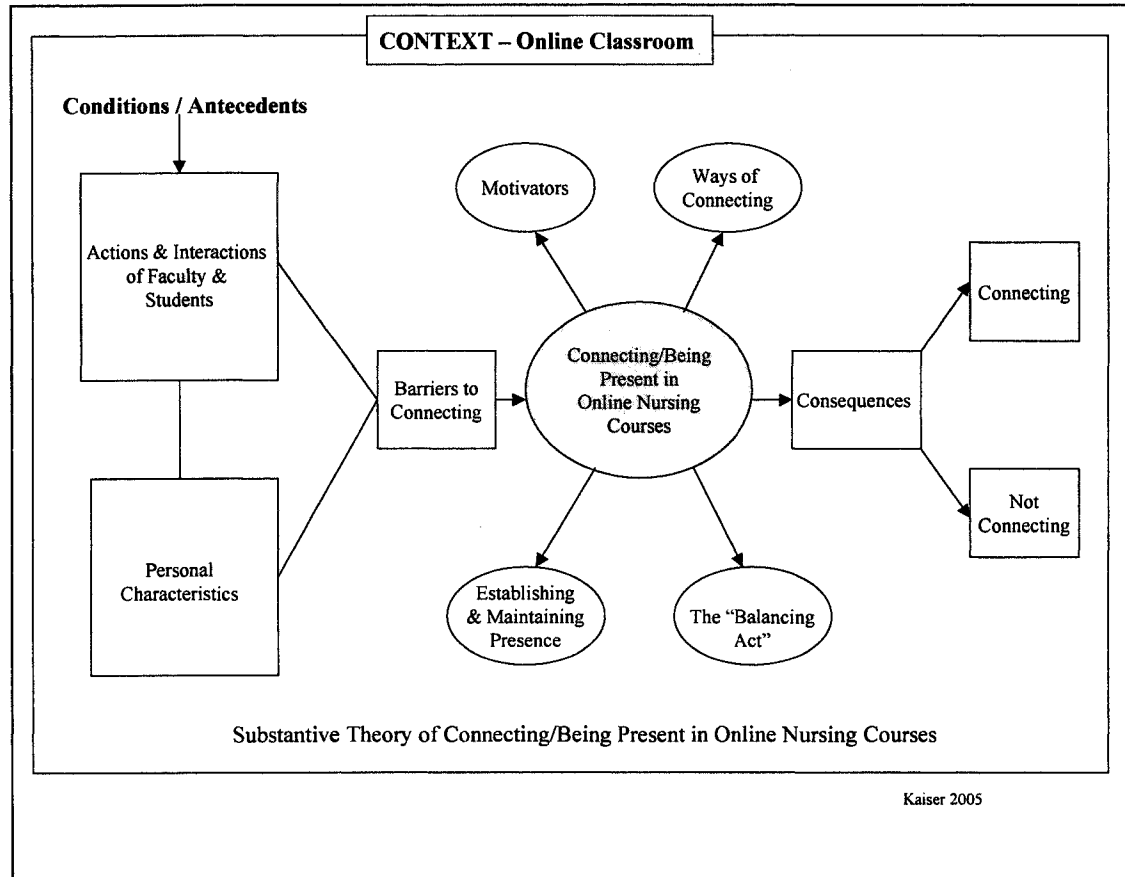 CONTEXT – Online Classroom
Conditions / Antecedents
Actions & Interactions
of Faculty &
Students
Personal
Characteristics
Barriers to
Connecting
Motivators
Ways of
Connecting
Connecting/Being
Present in
Online Nursing
Courses
Establishing
& Maintaining
Presence
The “Balancing
Act”
Consequences
Connecting
Not
Connecting
Substantive Theory of Connecting/Being Present in Online Nursing Courses
Kaiser 2005